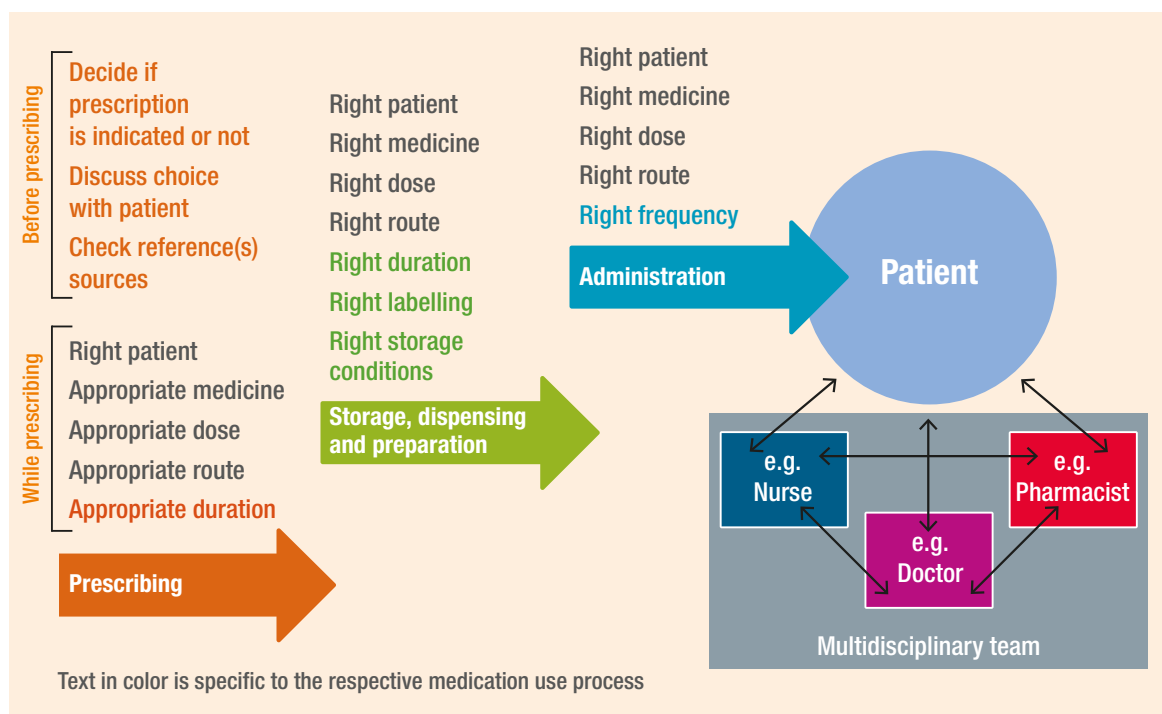 Before prescribing
Decide if
prescription
is indicated or not
Discuss choice
with patient
Check reference(s)
sources
While prescribing
Right patient
Appropriate medicine
Appropriate dose
Appropriate route
Appropriate duration
Prescribing
Right patient
Right medicine
Right dose
Right route
Right duration
Right labelling
Right storage
conditions
Storage, dispensing
and preparation
Right patient
Right medicine
Right dose
Right route
Right frequency
Administration
Patient
e.g.
Nurse
e.g.
Pharmacist
e.g.
Doctor
Multidisciplinary team
Text in color is specific to the respective medication use process